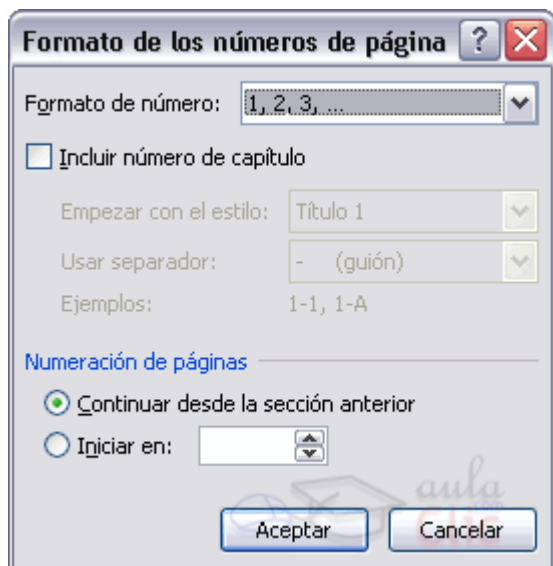 Formato de los números de página ?
Formato de número: 1, 2, 3, ...
Incluir número de capítulo
Empezar con el estilo: Título 1
Usar separador: - (guión)
Ejemplos: 1-1, 1-A
Numeración de páginas
Continuar desde la sección anterior
Iniciar en:
aula
.com
Clic
Aceptar Cancelar